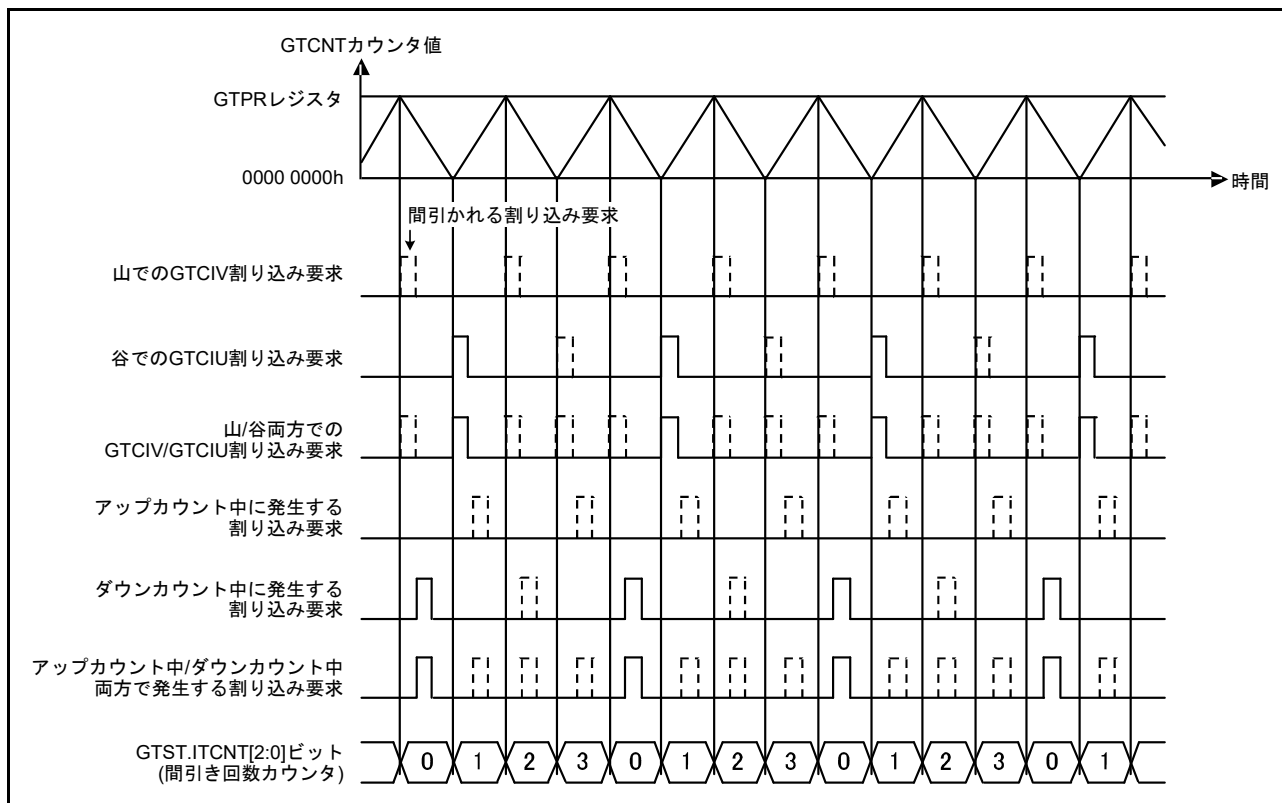 GTCNTカウンタ値
GTPRレジスタ
0000 0000h
時間
間引かれる割り込み要求
山でのGTCIV割り込み要求
谷でのGTCIU割り込み要求
山/谷両方での
GTCIV/GTCIU割り込み要求
アップカウント中に発生する
割り込み要求
ダウンカウント中に発生する
割り込み要求
アップカウント中/ダウンカウント中
両方で発生する割り込み要求
GTST.ITCNT[2:0]ビット
(間引き回数カウンタ)
0 1 2 3 0 1 2 3 0 1 2 3 0 1